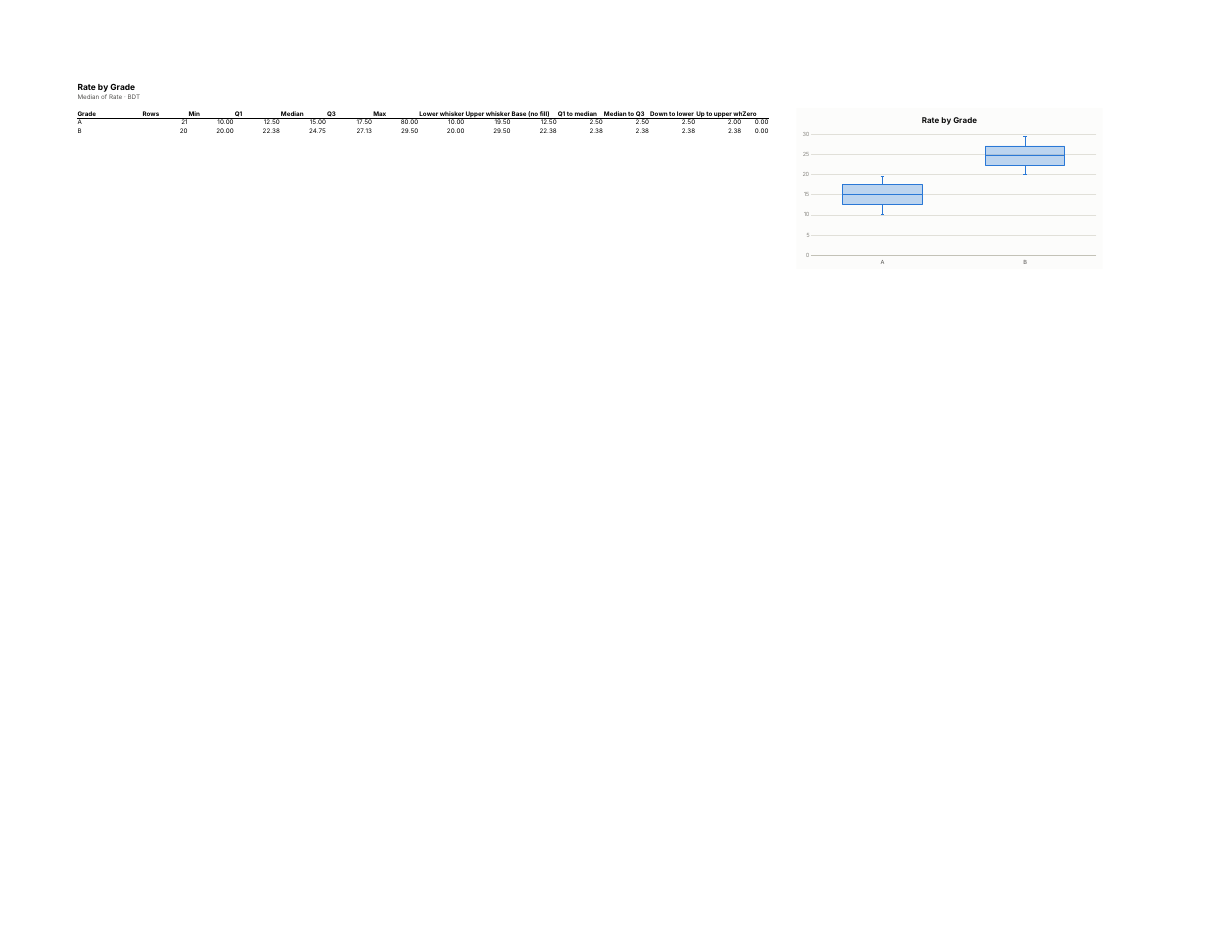 Rate by Grade
Median of Rate · BDT
Grade Rows Min Q1 Median Q3 Max Lower whisker Upper whisker Base (no fill) Q1 to median Median to Q3 Down to lower Up to upper wh Zero
A 21 10.00 12.50 15.00 17.50 80.00 10.00 19.50 12.50 2.50 2.50 2.50 2.00 0.00
B 20 20.00 22.38 24.75 27.13 29.50 20.00 29.50 22.38 2.38 2.38 2.38 2.38 0.00
Rate by Grade
30
25
20
15
10
5
0
A B